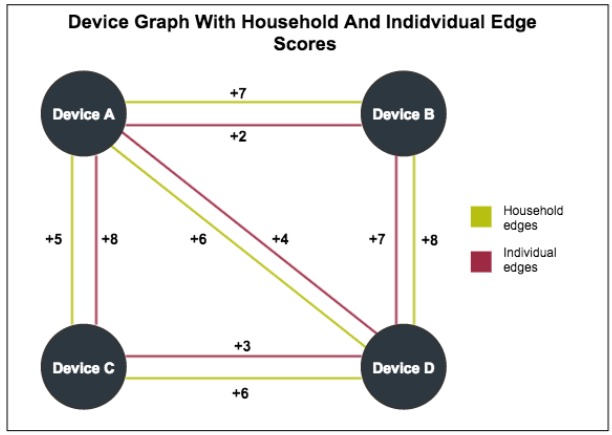 Device Graph With Household And Indidvidual Edge
Scores
+7
Device A
Device B
+2
Household
edges
+5
+8
+6
+4
+7
+8
Individual
edges
+3
Device C
Device D
+6